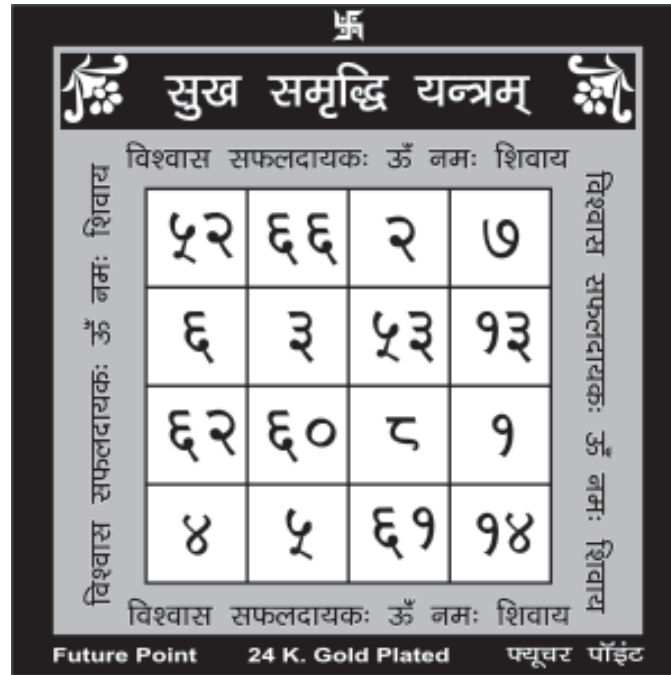 卐
सुख समृद्धि यन्त्रम्
विश्वास सफलदायकः ऊँ नमः शिवाय
विश्वास सफलदायकः ऊँ नमः शिवाय
५२ ६६ २ ७
६ ३ ५३ १३
६२ ६० ८ १
४ ५ ६१ १४
विश्वास सफलदायकः ऊँ नमः शिवाय
विश्वास सफलदायकः ऊँ नमः शिवाय
Future Point 24 K. Gold Plated फ्यूचर पॉइंट